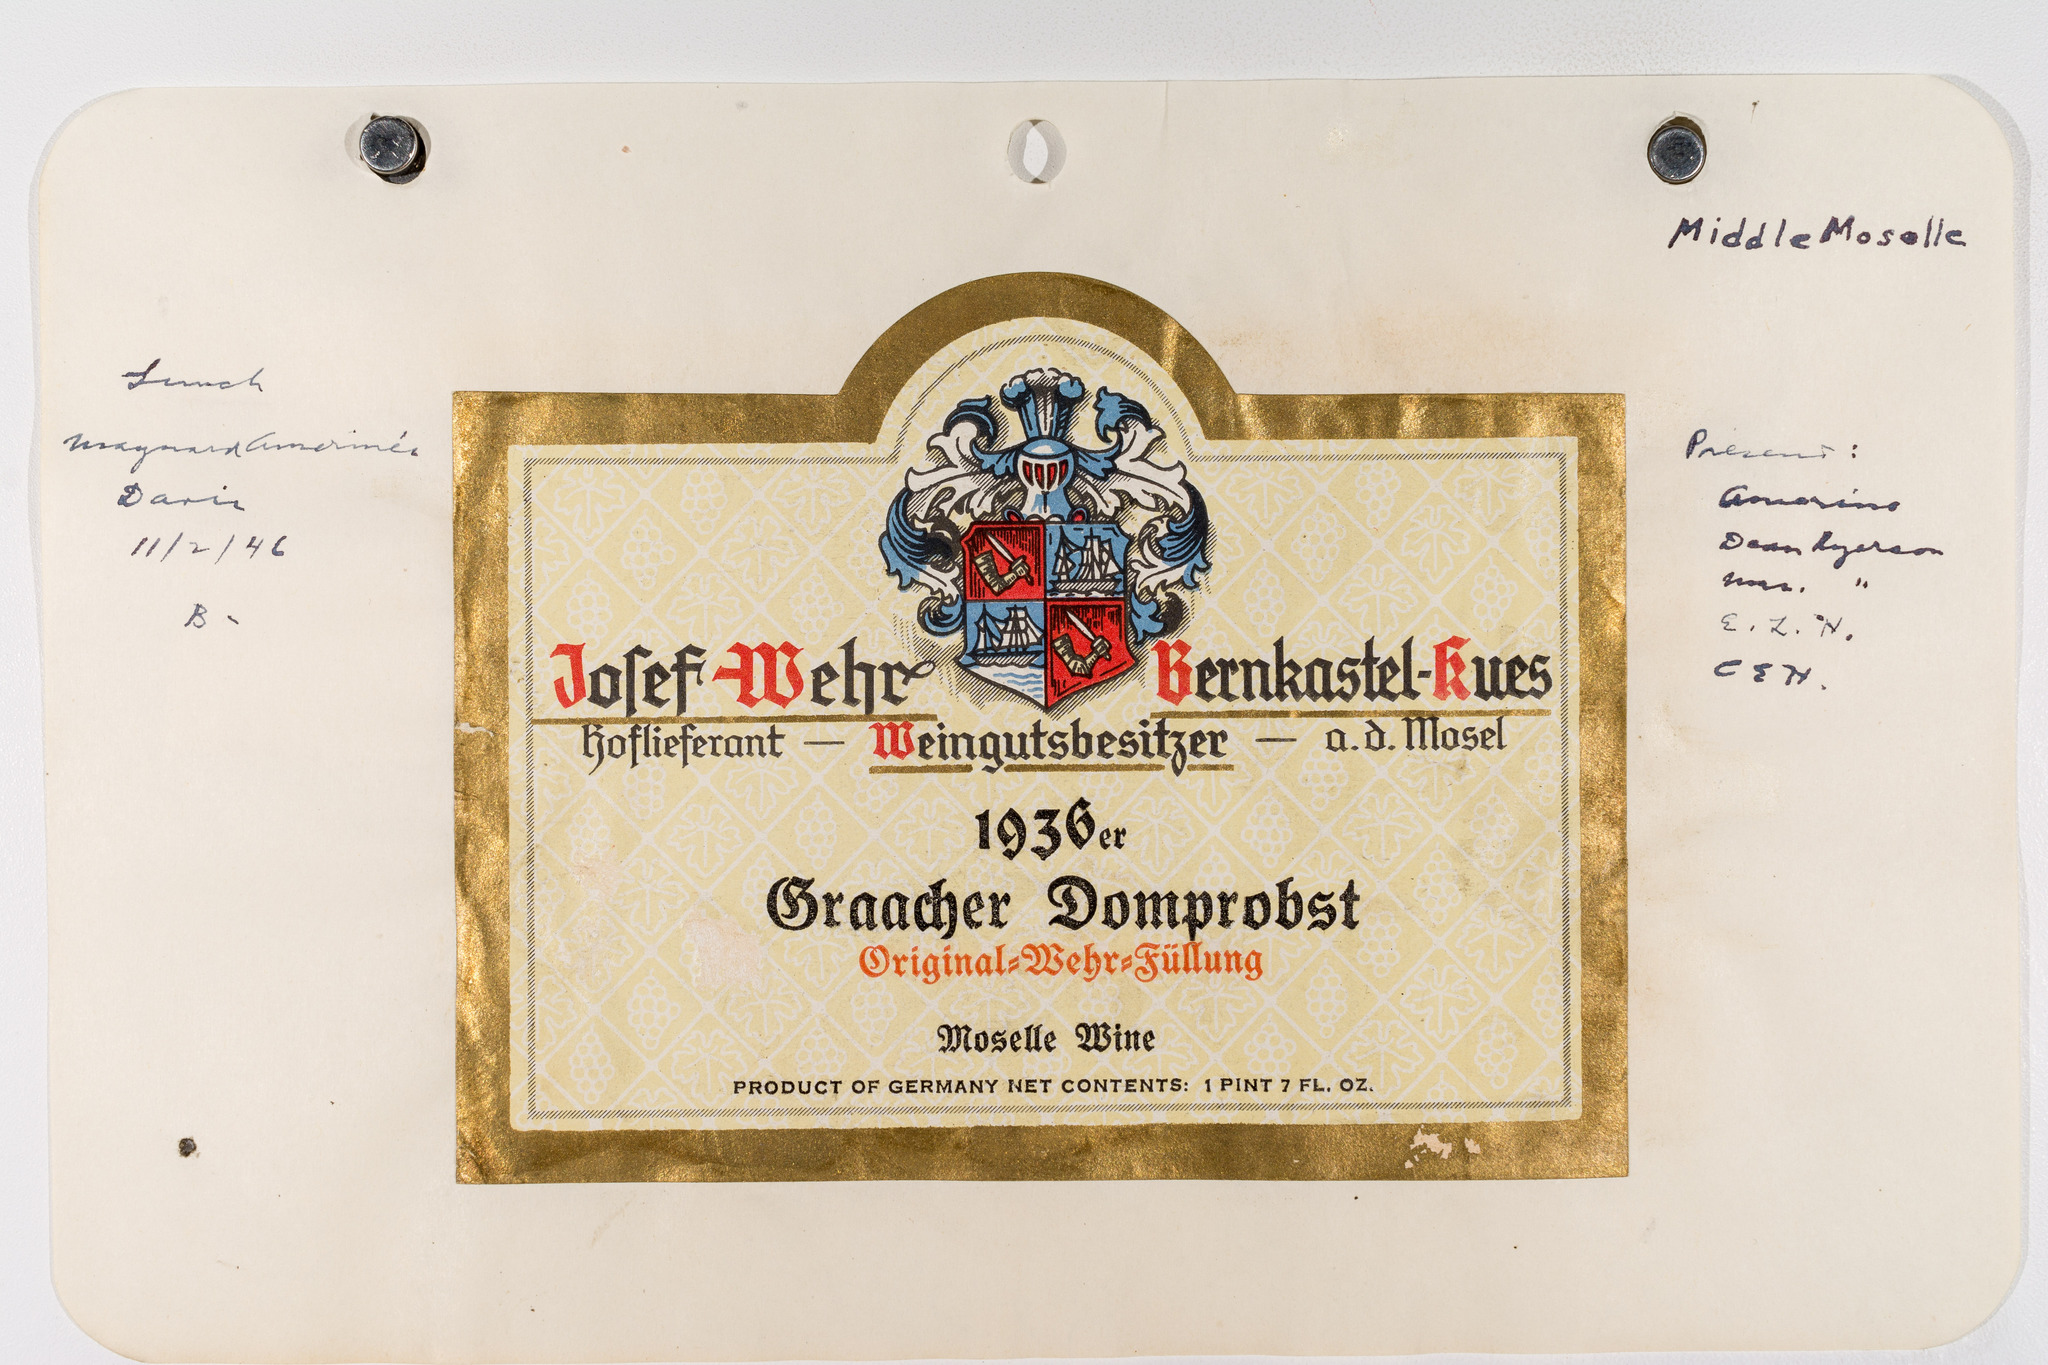 Middle Moselle
Lunch
Maynard Amerine's
Davis
11/2/46
B -
Josef-Wehr Bernkastel-Kues
Hoflieferant — Weingutsbesitzer — a.d. Mosel
1936er
Graacher Domprobst
Original-Wehr-Füllung
Moselle Wine
PRODUCT OF GERMANY NET CONTENTS: 1 PINT 7 FL. OZ.
Present:
Amerine
Dean Ryerson
Mrs. "
E. L. H.
C E H.